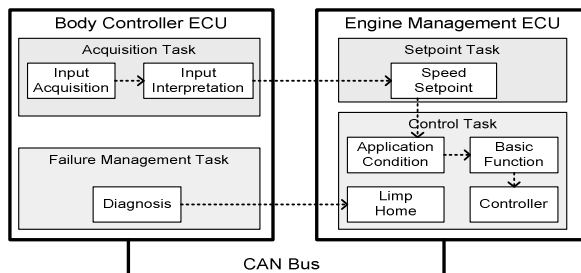 Body Controller ECU
Acquisition Task
Input
Acquisition
Input
Interpretation
Failure Management Task
Diagnosis
Engine Management ECU
Setpoint Task
Speed
Setpoint
Control Task
Application
Condition
Basic
Function
Limp
Home
Controller
CAN Bus